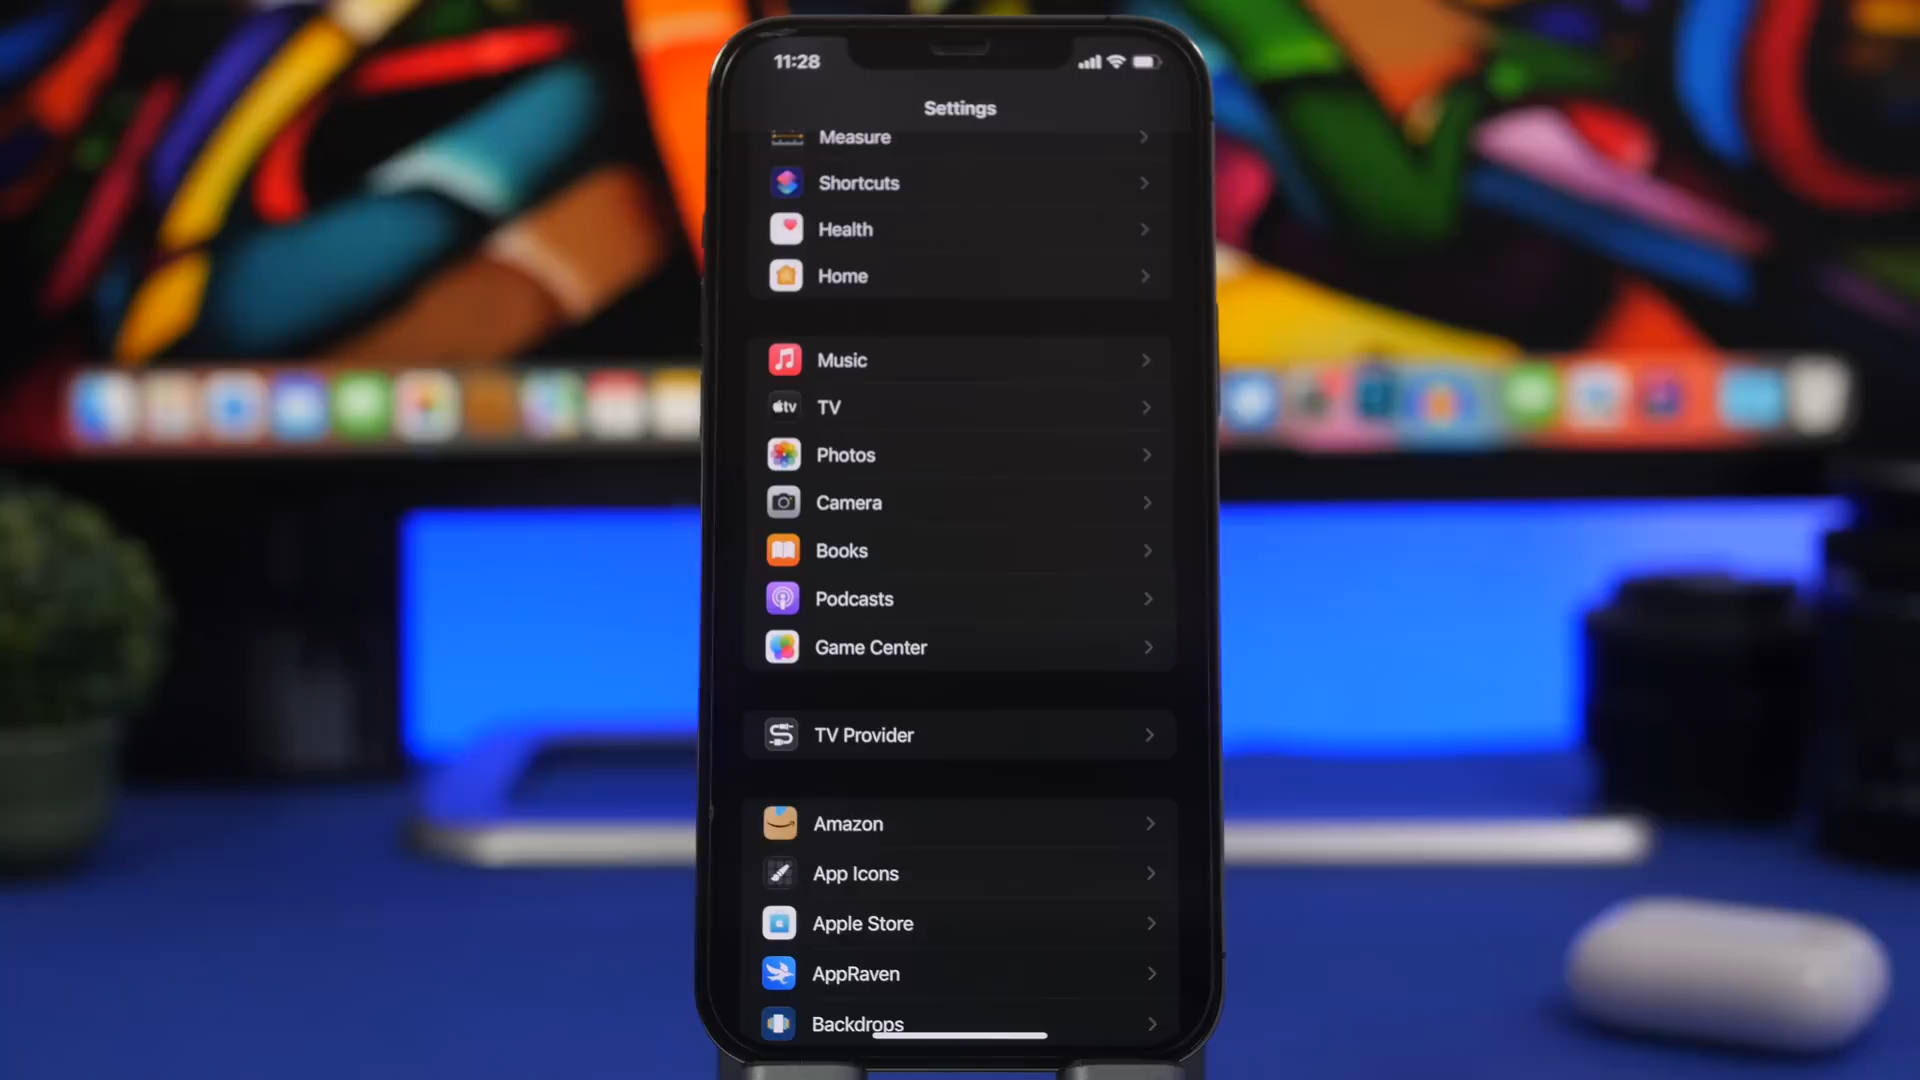 11:28
Settings
Measure
Shortcuts
Health
Home
Music
tv TV
Photos
Camera
Books
Podcasts
Game Center
TV Provider
Amazon
App Icons
Apple Store
AppRaven
Backdrops